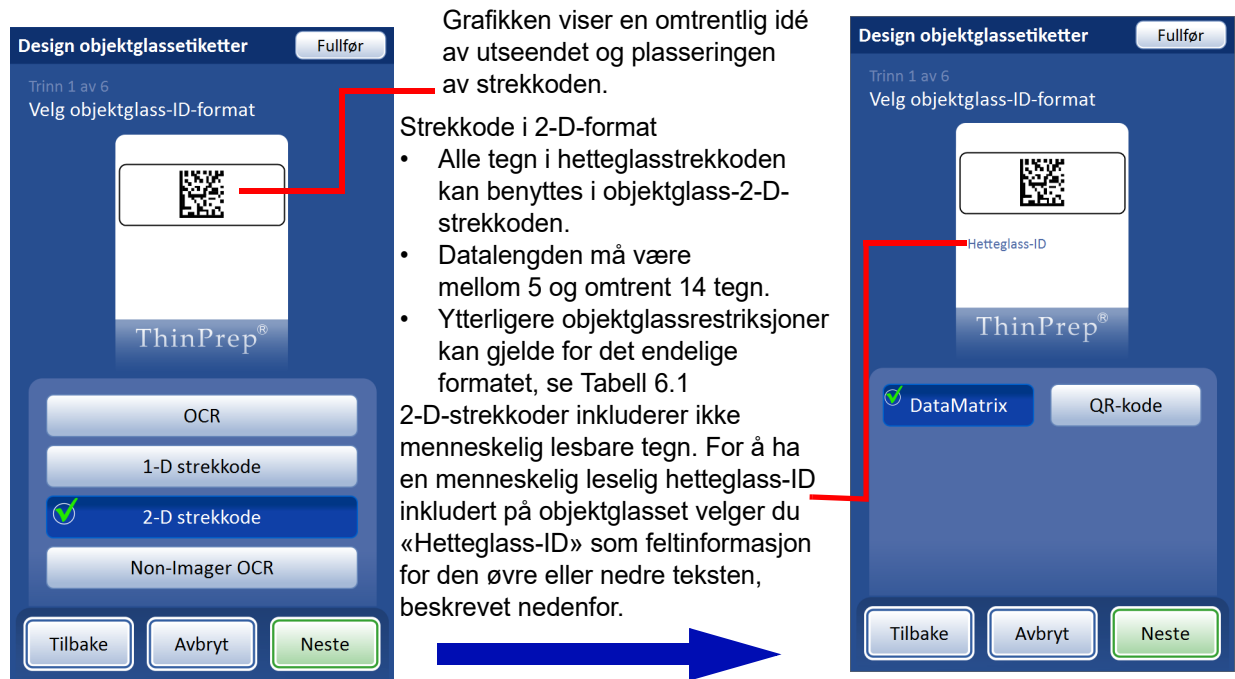 Design objektglassetiketter
Fullfør
Trinn 1 av 6
Velg objektglass-ID-format
ThinPrep®
OCR
1-D strekkode
2-D strekkode
Non-Imager OCR
Tilbake
Avbryt
Neste
Grafikken viser en omtrentlig idé
av utseendet og plasseringen
av strekkoden.
Strekkode i 2-D-format
• Alle tegn i hetteglasstrekkoden
kan benyttes i objektglass-2-D-
strekkoden.
• Datalengden må være
mellom 5 og omtrent 14 tegn.
• Ytterligere objektglassrestriksjoner
kan gjelde for det endelige
formatet, se Tabell 6.1
2-D-strekkoder inkluderer ikke
menneskelig lesbare tegn. For å ha
en menneskelig leselig hetteglass-ID
inkludert på objektglasset velger du
«Hetteglass-ID» som feltinformasjon
for den øvre eller nedre teksten,
beskrevet nedenfor.
Design objektglassetiketter
Fullfør
Trinn 1 av 6
Velg objektglass-ID-format
Hetteglass-ID
ThinPrep®
DataMatrix
QR-kode
Tilbake
Avbryt
Neste